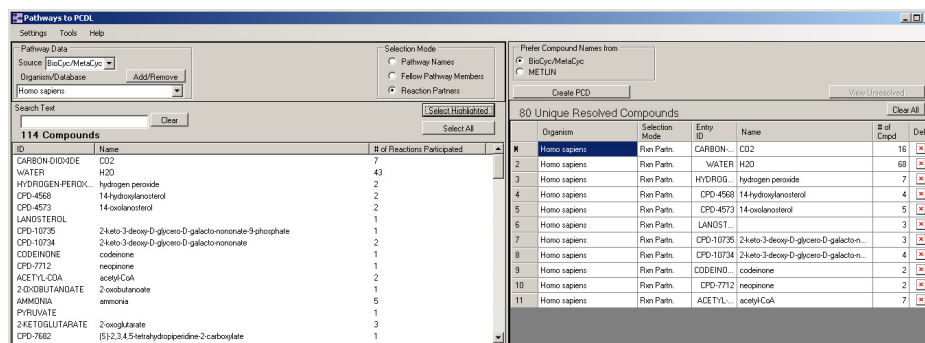 Pathways to PCDL
Settings Tools Help
Pathway Data
Source BioCyc/MetaCyc
Organism/Database Add/Remove
Homo sapiens
Selection Mode
Pathway Names
Fellow Pathway Members
Reaction Partners
Search Text
Clear
Select Highlighted
Select All
114 Compounds
ID Name # of Reactions Participated
CARBON-DIOXIDE CO2 7
WATER H2O 43
HYDROGEN-PEROX... hydrogen peroxide 2
CPD-4568 14-hydroxylanosterol 2
CPD-4573 14-oxolanosterol 2
LANOSTEROL 1
CPD-10735 2-keto-3-deoxy-D-glycero-D-galacto-nononate-9-phosphate 1
CPD-10734 2-keto-3-deoxy-D-glycero-D-galacto-nononate 2
CODEINONE codeinone 1
CPD-7712 neopinone 1
ACETYL-COA acetyl-CoA 2
2-OXOBUTANOATE 2-oxobutanoate 1
AMMONIA ammonia 5
PYRUVATE 1
2-KETOGLUTARATE 2-oxoglutarate 3
CPD-7682 (S)-2,3,4,5-tetrahydropiperidine-2-carboxylate 1
Prefer Compound Names from
BioCyc/MetaCyc
METLIN
Create PCD View Unresolved
80 Unique Resolved Compounds Clear All
Organism Selection Mode Entry ID Name # of Cmpd Del
Homo sapiens Rxn Partn. CARBON-... CO2 16
2 Homo sapiens Rxn Partn. WATER H2O 68
3 Homo sapiens Rxn Partn. HYDROG... hydrogen peroxide 7
4 Homo sapiens Rxn Partn. CPD-4568 14-hydroxylanosterol 4
5 Homo sapiens Rxn Partn. CPD-4573 14-oxolanosterol 5
6 Homo sapiens Rxn Partn. LANOST... 3
7 Homo sapiens Rxn Partn. CPD-10735 2-keto-3-deoxy-D-glycero-D-galacto-n... 3
8 Homo sapiens Rxn Partn. CPD-10734 2-keto-3-deoxy-D-glycero-D-galacto-n... 4
9 Homo sapiens Rxn Partn. CODEINO... codeinone 2
10 Homo sapiens Rxn Partn. CPD-7712 neopinone 2
11 Homo sapiens Rxn Partn. ACETYL-... acetyl-CoA 7